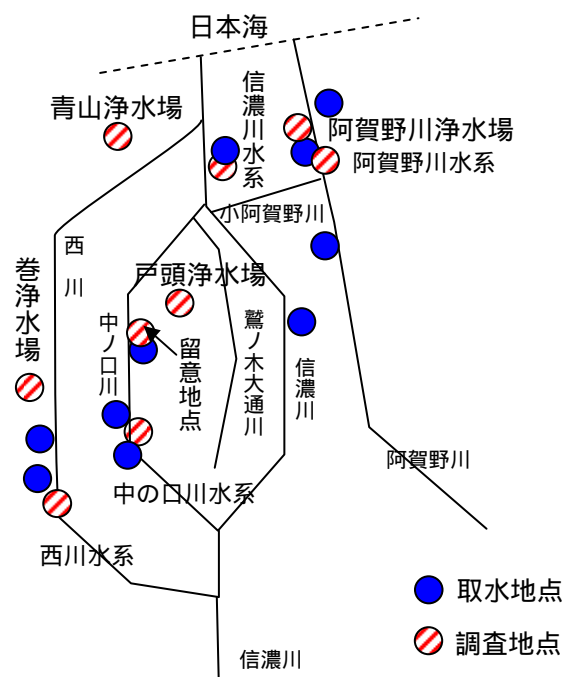 日本海
青山浄水場
信濃川水系
阿賀野川浄水場
阿賀野川水系
小阿賀野川
西川
戸頭浄水場
巻浄水場
中ノ口川
留意地点
鷲ノ木大通川
信濃川
阿賀野川
中の口川水系
西川水系
取水地点
調査地点
信濃川